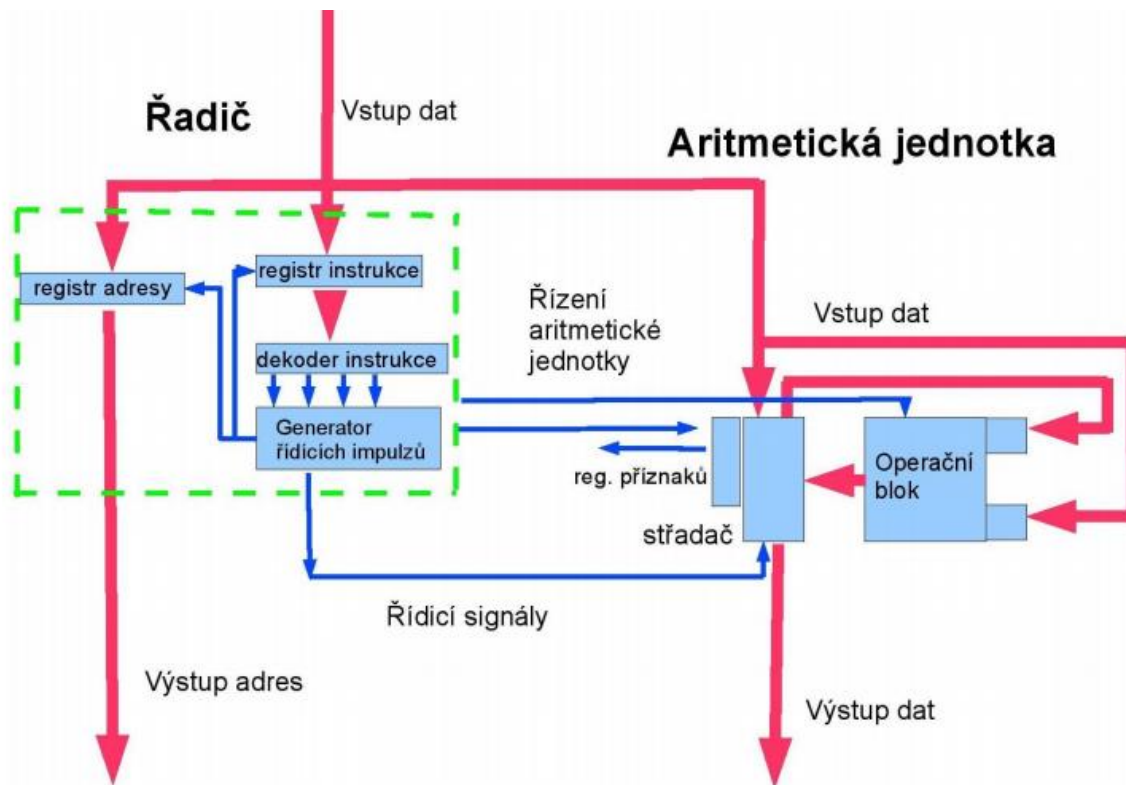 Řadič
Vstup dat
Aritmetická jednotka
registr instrukce
registr adresy
Řízení
aritmetické
jednotky
Vstup dat
dekoder instrukce
Generator
řídících impulzů
reg. příznaků
Operační
blok
střadač
Řídicí signály
Výstup adres
Výstup dat